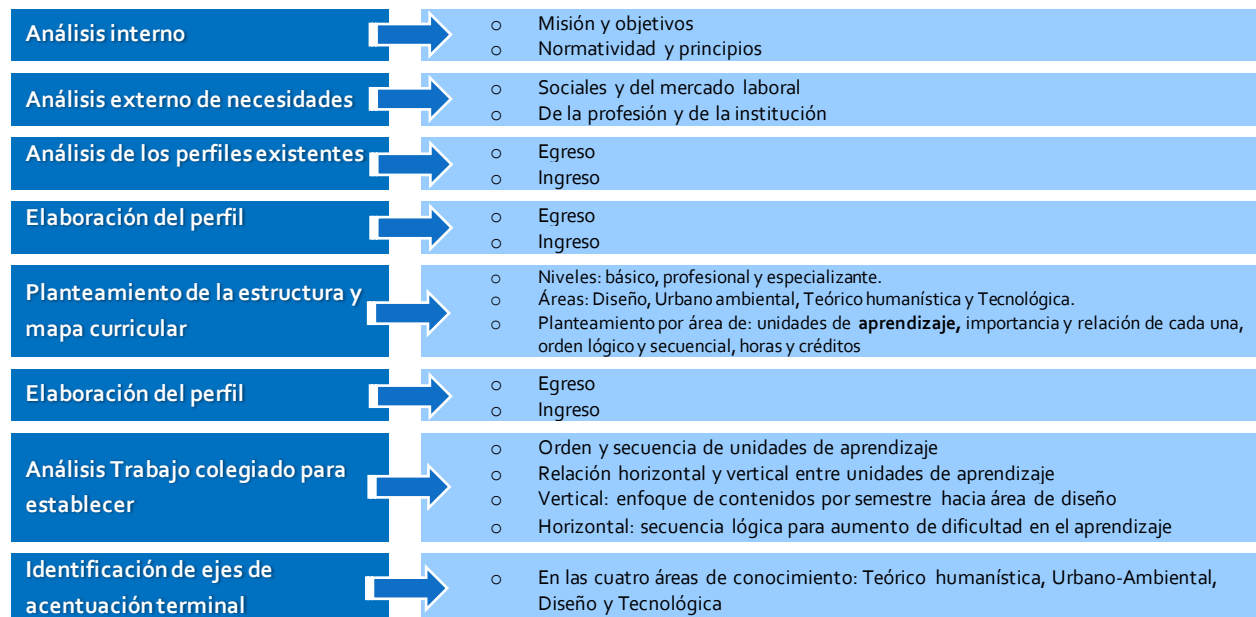 Análisis interno
o Misión y objetivos
o Normatividad y principios
Análisis externo de necesidades
o Sociales y del mercado laboral
o De la profesión y de la institución
Análisis de los perfiles existentes
o Egreso
o Ingreso
Elaboración del perfil
o Egreso
o Ingreso
Planteamiento de la estructura y
mapa curricular
o Niveles: básico, profesional y especializante.
o Áreas: Diseño, Urbano ambiental, Teórico humanística y Tecnológica.
o Planteamiento por área de: unidades de aprendizaje, importancia y relación de cada una,
orden lógico y secuencial, horas y créditos
Elaboración del perfil
o Egreso
o Ingreso
Análisis Trabajo colegiado para
establecer
o Orden y secuencia de unidades de aprendizaje
o Relación horizontal y vertical entre unidades de aprendizaje
o Vertical: enfoque de contenidos por semestre hacia área de diseño
o Horizontal: secuencia lógica para aumento de dificultad en el aprendizaje
Identificación de ejes de
acentuación terminal
o En las cuatro áreas de conocimiento: Teórico humanística, Urbano-Ambiental,
Diseño y Tecnológica